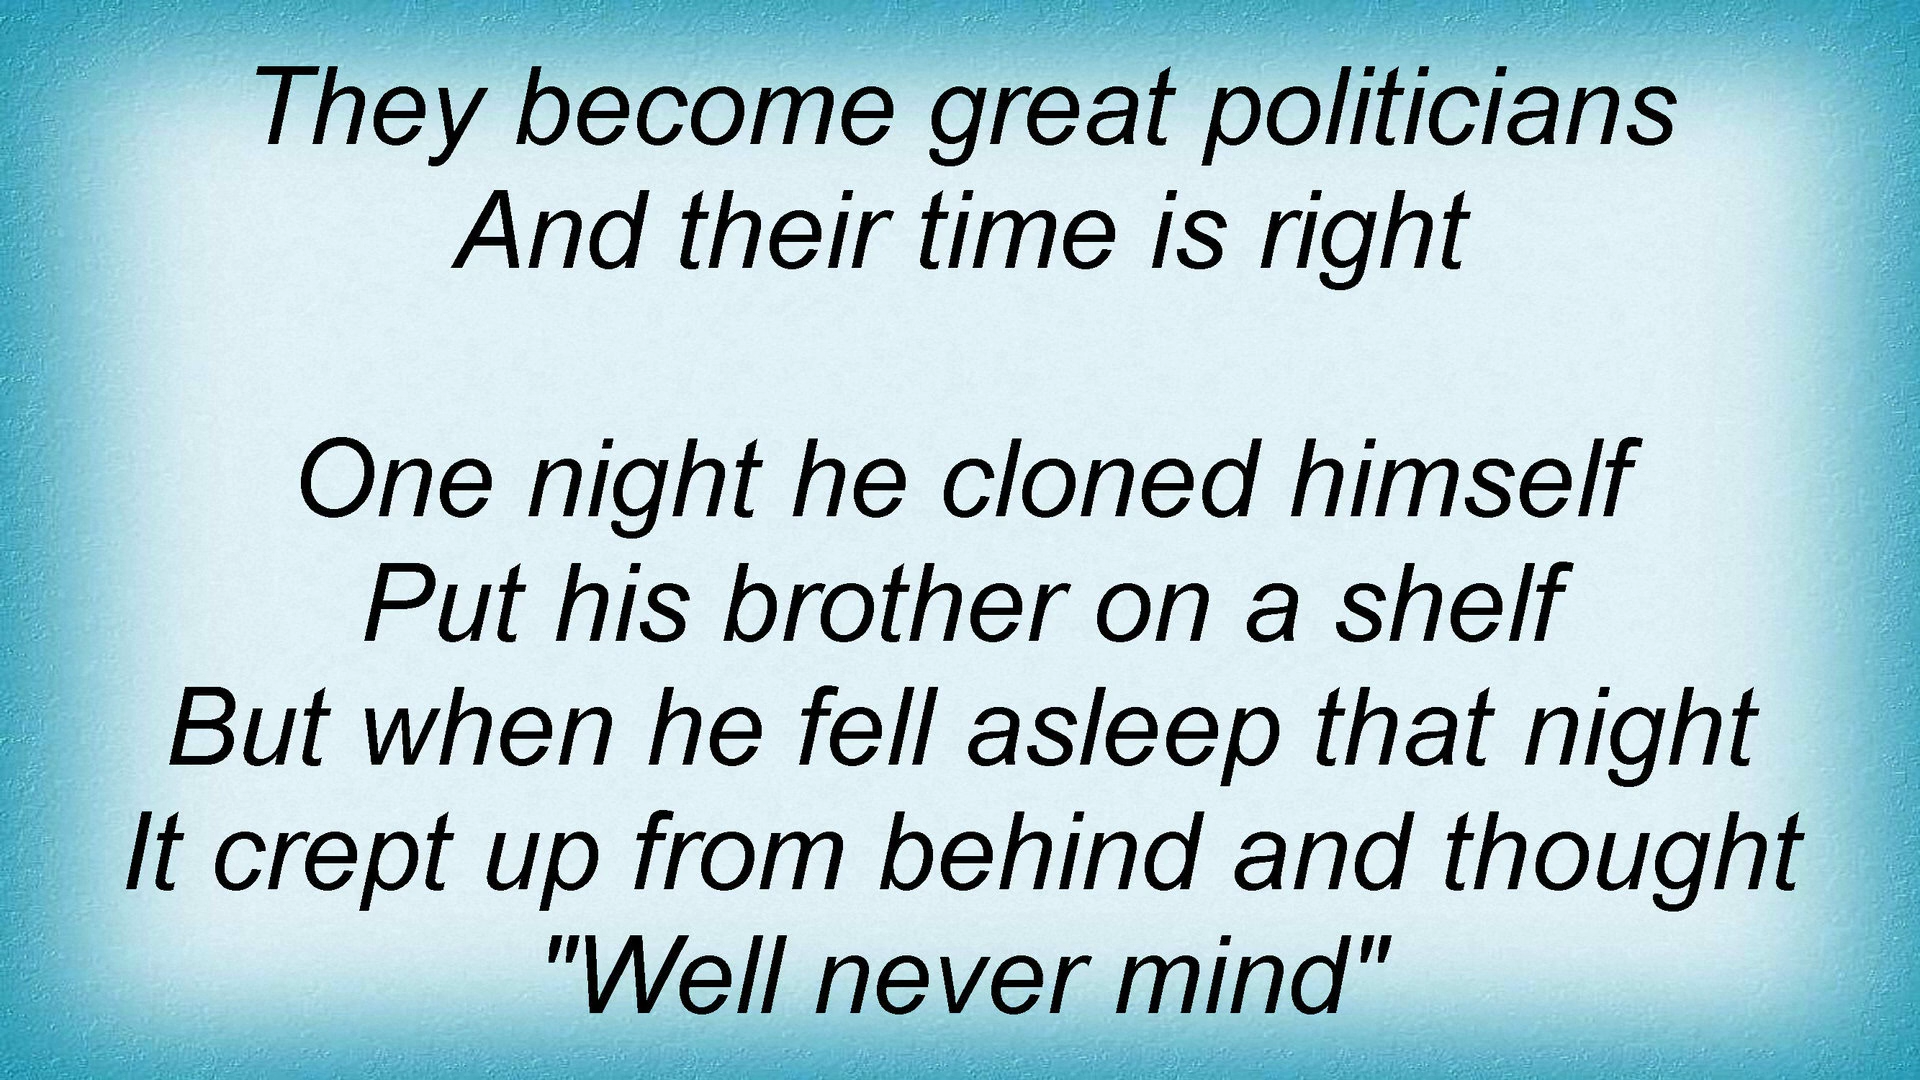 They become great politicians
And their time is right
One night he cloned himself
Put his brother on a shelf
But when he fell asleep that night
It crept up from behind and thought
"Well never mind"